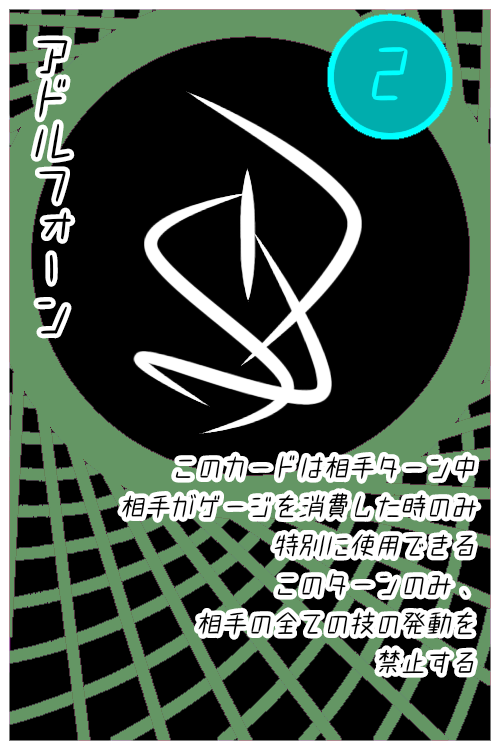 アドルフォーン
2
このカードは相手ターン中
相手がゲージを消費した時のみ
特別に使用できる
このターンのみ、
相手の全ての技の発動を
禁止する